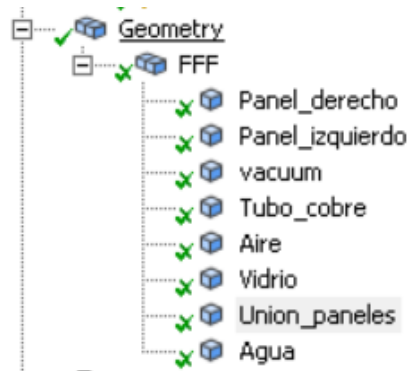 Geometry
FFF
Panel_derecho
Panel_izquierdo
vacuum
Tubo_cobre
Aire
Vidrio
Union_paneles
Agua